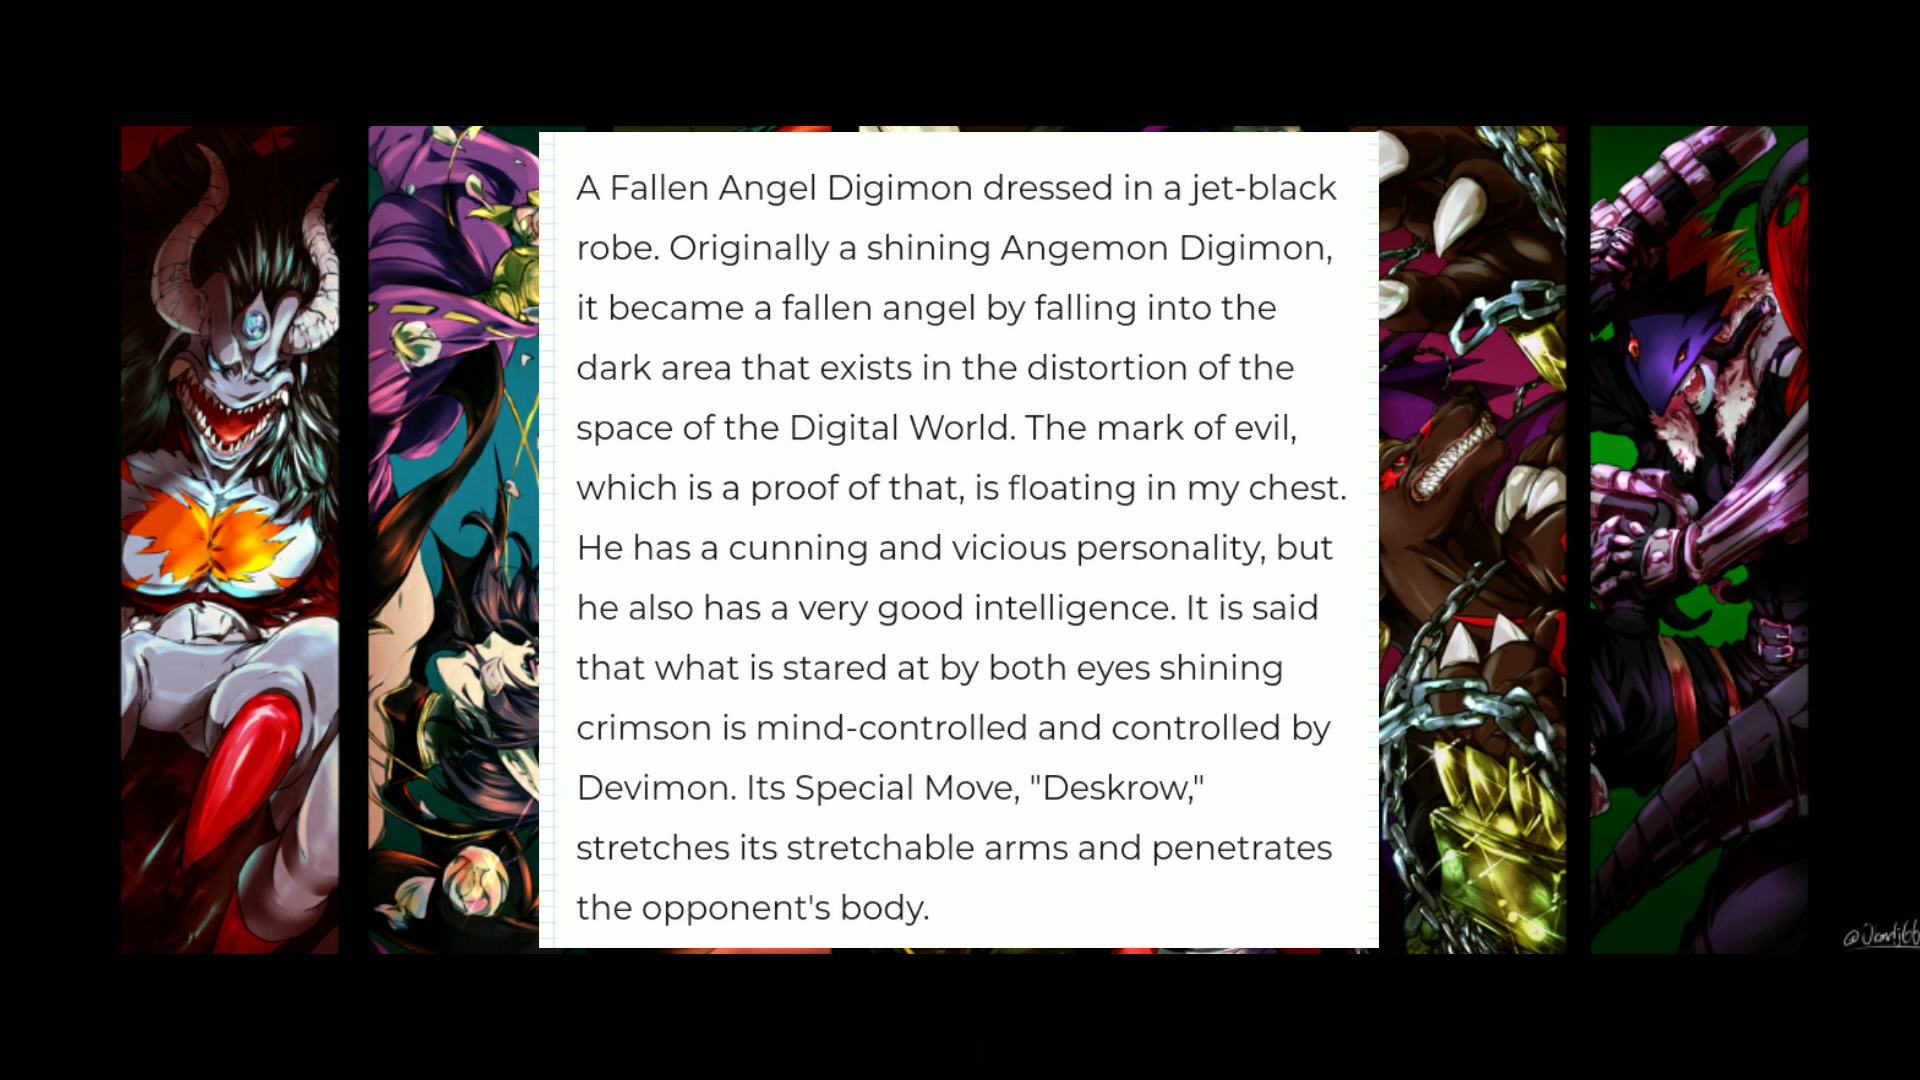 A Fallen Angel Digimon dressed in a jet-black
robe. Originally a shining Angemon Digimon,
it became a fallen angel by falling into the
dark area that exists in the distortion of the
space of the Digital World. The mark of evil,
which is a proof of that, is floating in my chest.
He has a cunning and vicious personality, but
he also has a very good intelligence. It is said
that what is stared at by both eyes shining
crimson is mind-controlled and controlled by
Devimon. Its Special Move, "Deskrow,"
stretches its stretchable arms and penetrates
the opponent's body.